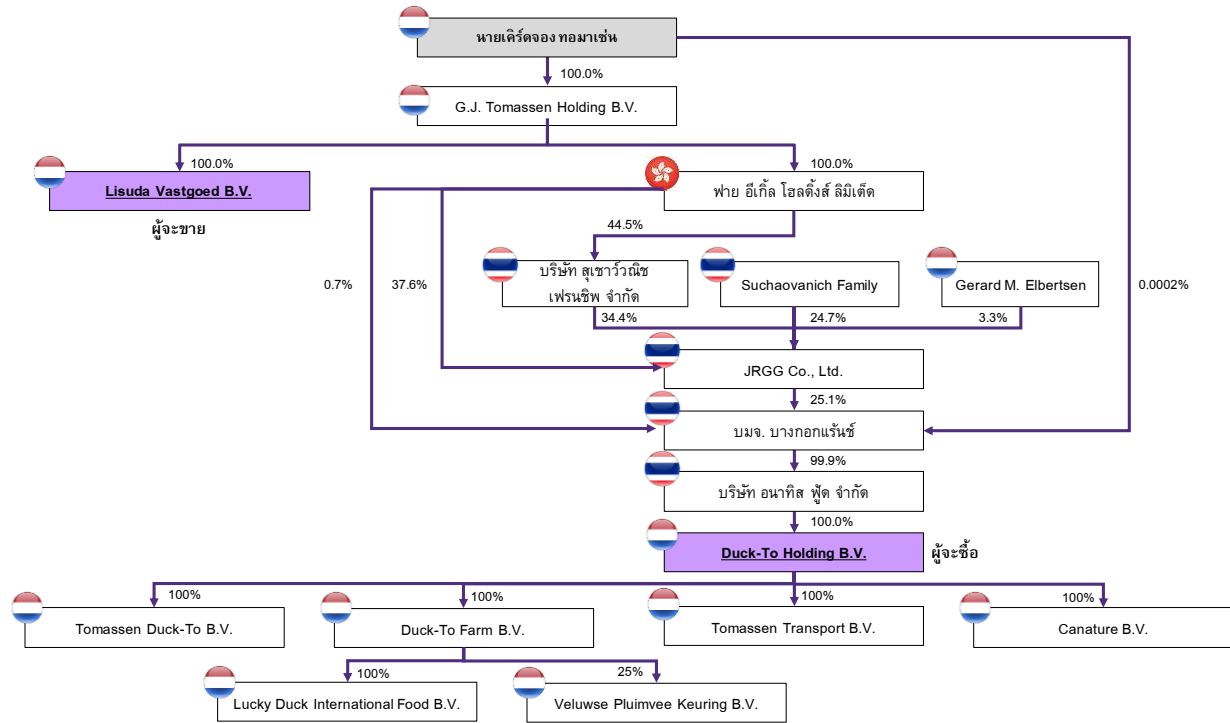 นายเคิร์ดจอง ทอมาเซ่น
100.0%
G.J. Tomassen Holding B.V.
100.0%
100.0%
Lisuda Vastgoed B.V.
ฟาย อีเกิ้ล โฮลดิ้งส์ ลิมิเต็ด
ผู้จะขาย
44.5%
0.7%
37.6%
บริษัท สุเชาว์วณิช
เฟรนชิพ จำกัด
Suchaovanich Family
Gerard M. Elbertsen
0.0002%
34.4%
24.7%
3.3%
JRGG Co., Ltd.
25.1%
บมจ. บางกอกแร้นช์
99.9%
บริษัท อนาทิส ฟู้ด จำกัด
100.0%
Duck-To Holding B.V.
ผู้จะซื้อ
100%
100%
100%
100%
Tomassen Duck-To B.V.
Duck-To Farm B.V.
Tomassen Transport B.V.
Canature B.V.
100%
25%
Lucky Duck International Food B.V.
Veluwse Pluimvee Keuring B.V.